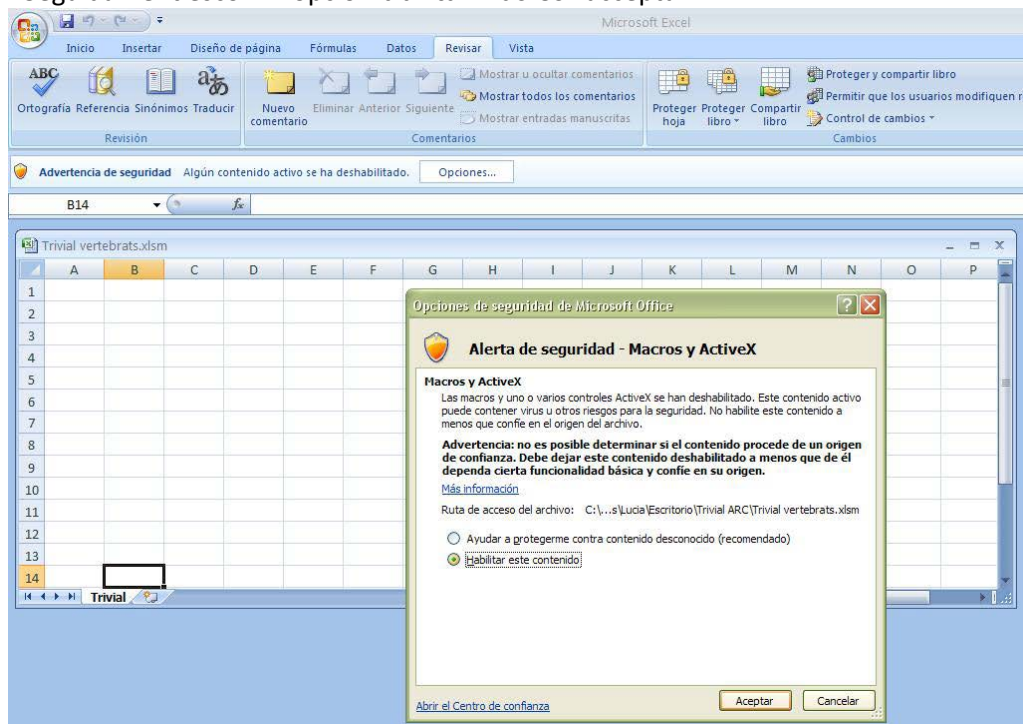 Microsoft Excel
Inicio Insertar Diseño de página Fórmulas Datos Revisar Vista
ABC
Ortografía Referencia Sinónimos Traducir
Revisión
Nuevo comentario Eliminar Anterior Siguiente
Mostrar u ocultar comentarios
Mostrar todos los comentarios
Mostrar entradas manuscritas
Comentarios
Proteger hoja Proteger libro Compartir libro
Proteger y compartir libro
Permitir que los usuarios modifiquen
Control de cambios
Cambios
Advertencia de seguridad Algún contenido activo se ha deshabilitado. Opciones...
B14 fx
Trivial vertebrats.xlsm
A B C D E F G H I J K L M N O P
1
2
3
4
5
6
7
8
9
10
11
12
13
14
Trivial
Opciones de seguridad de Microsoft Office
Alerta de seguridad - Macros y ActiveX
Macros y ActiveX
Las macros y uno o varios controles ActiveX se han deshabilitado. Este contenido activo
puede contener virus u otros riesgos para la seguridad. No habilite este contenido a
menos que confíe en el origen del archivo.
Advertencia: no es posible determinar si el contenido procede de un origen
de confianza. Debe dejar este contenido deshabilitado a menos que de él
dependa cierta funcionalidad básica y confíe en su origen.
Más información
Ruta de acceso del archivo: C:\...s\Lucia\Escritorio\Trivial ARC\Trivial vertebrats.xlsm
Ayudar a protegerme contra contenido desconocido (recomendado)
Habilitar este contenido
Abrir el Centro de confianza
Aceptar Cancelar